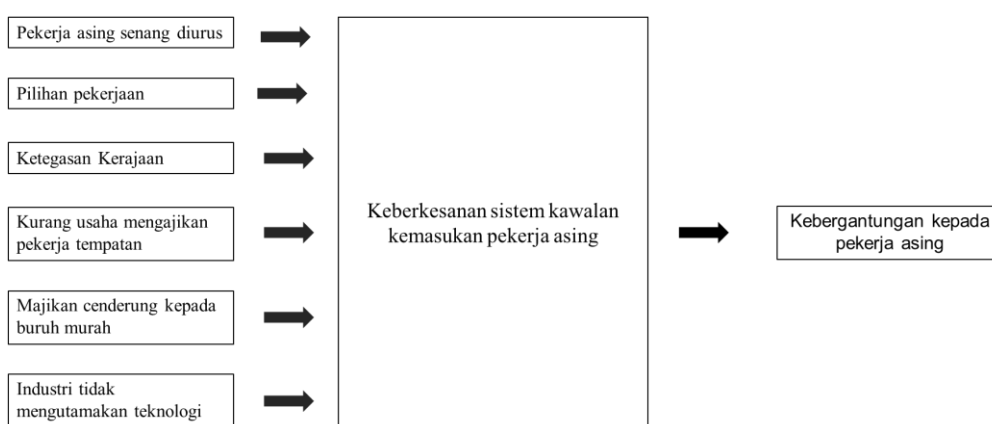 Pekerja asing senang diurus
Pilihan pekerjaan
Ketegasan Kerajaan
Kurang usaha mengajikan
pekerja tempatan
Majikan cenderung kepada
buruh murah
Industri tidak
mengutamakan teknologi
Keberkesanan sistem kawalan
kemasukan pekerja asing
Kebergantungan kepada
pekerja asing